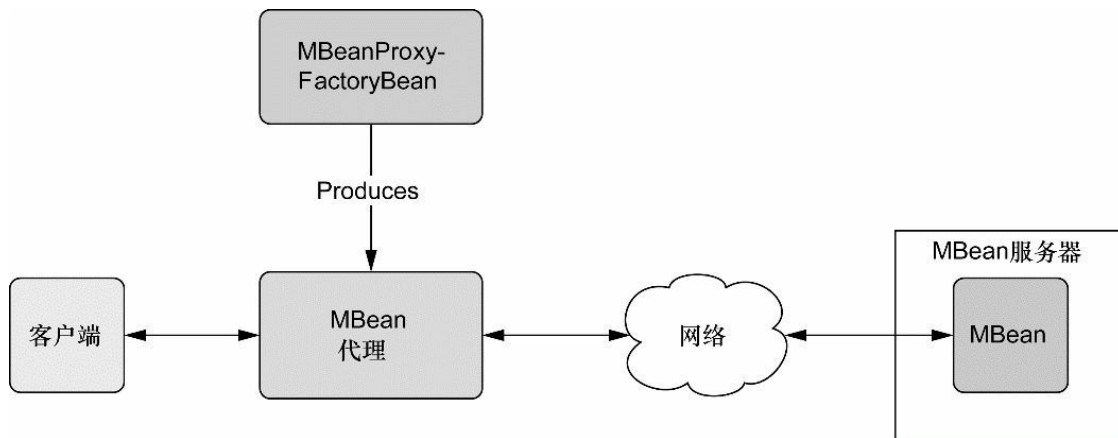 MBeanProxy-
FactoryBean
Produces
MBean服务器
客户端
MBean
代理
网络
MBean